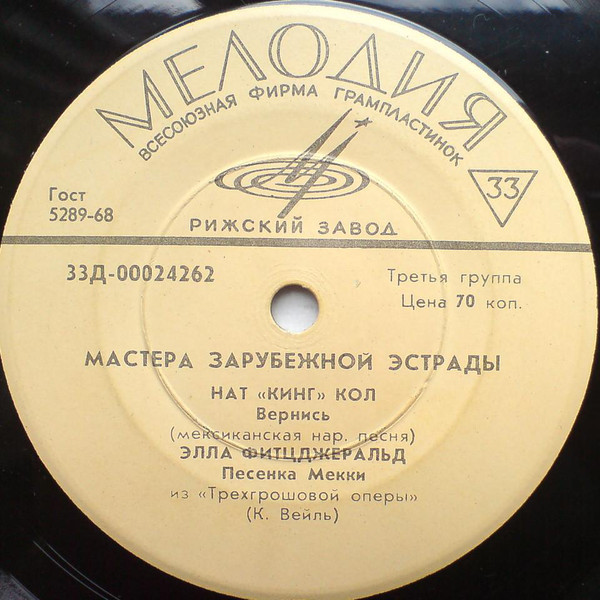 МЕЛОДИЯ
ВСЕСОЮЗНАЯ ФИРМА ГРАМПЛАСТИНОК
33
Гост
5289-68
РИЖСКИЙ ЗАВОД
33Д-00024262
Третья группа
Цена 70 коп.
МАСТЕРА ЗАРУБЕЖНОЙ ЭСТРАДЫ
НАТ «КИНГ» КОЛ
Вернись
(мексиканская нар. песня)
ЭЛЛА ФИТЦДЖЕРАЛЬД
Песенка Мекки
из «Трехгрошовой оперы»
(К. Вейль)